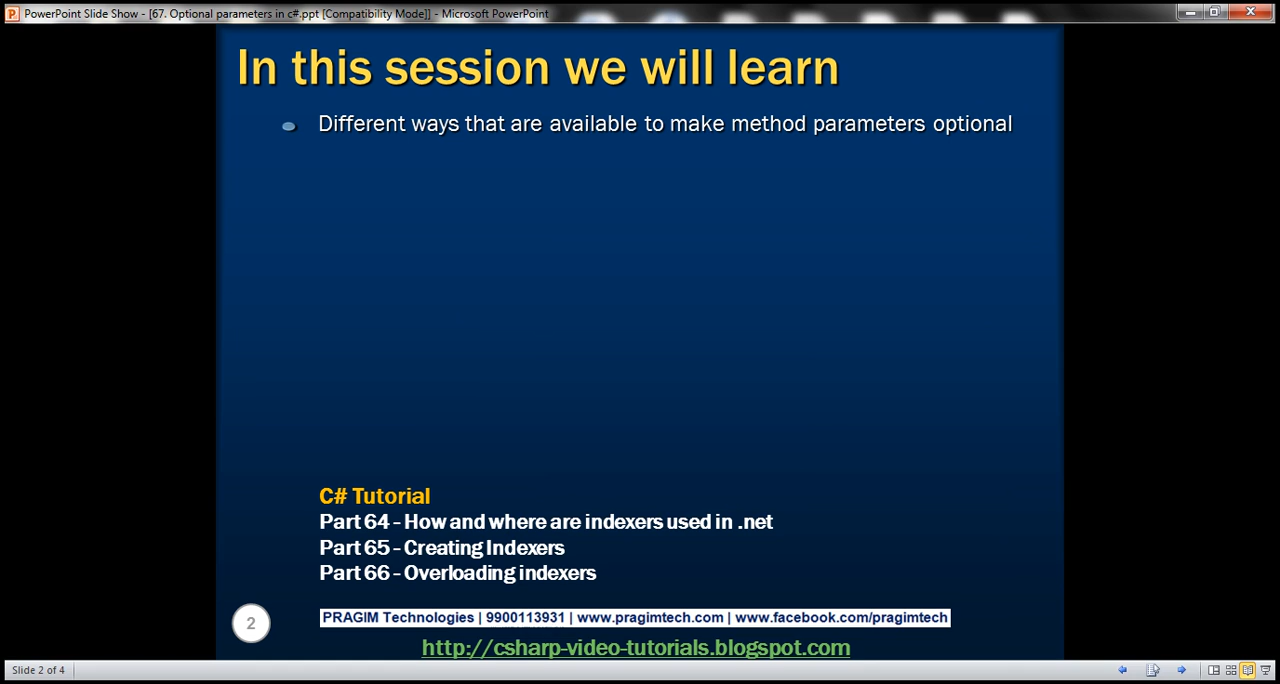 PowerPoint Slide Show - [67. Optional parameters in c#.ppt [Compatibility Mode]] - Microsoft PowerPoint
In this session we will learn
Different ways that are available to make method parameters optional
C# Tutorial
Part 64 - How and where are indexers used in .net
Part 65 - Creating Indexers
Part 66 - Overloading indexers
PRAGIM Technologies | 9900113931 | www.pragimtech.com | www.facebook.com/pragimtech
2
http://csharp-video-tutorials.blogspot.com
Slide 2 of 4